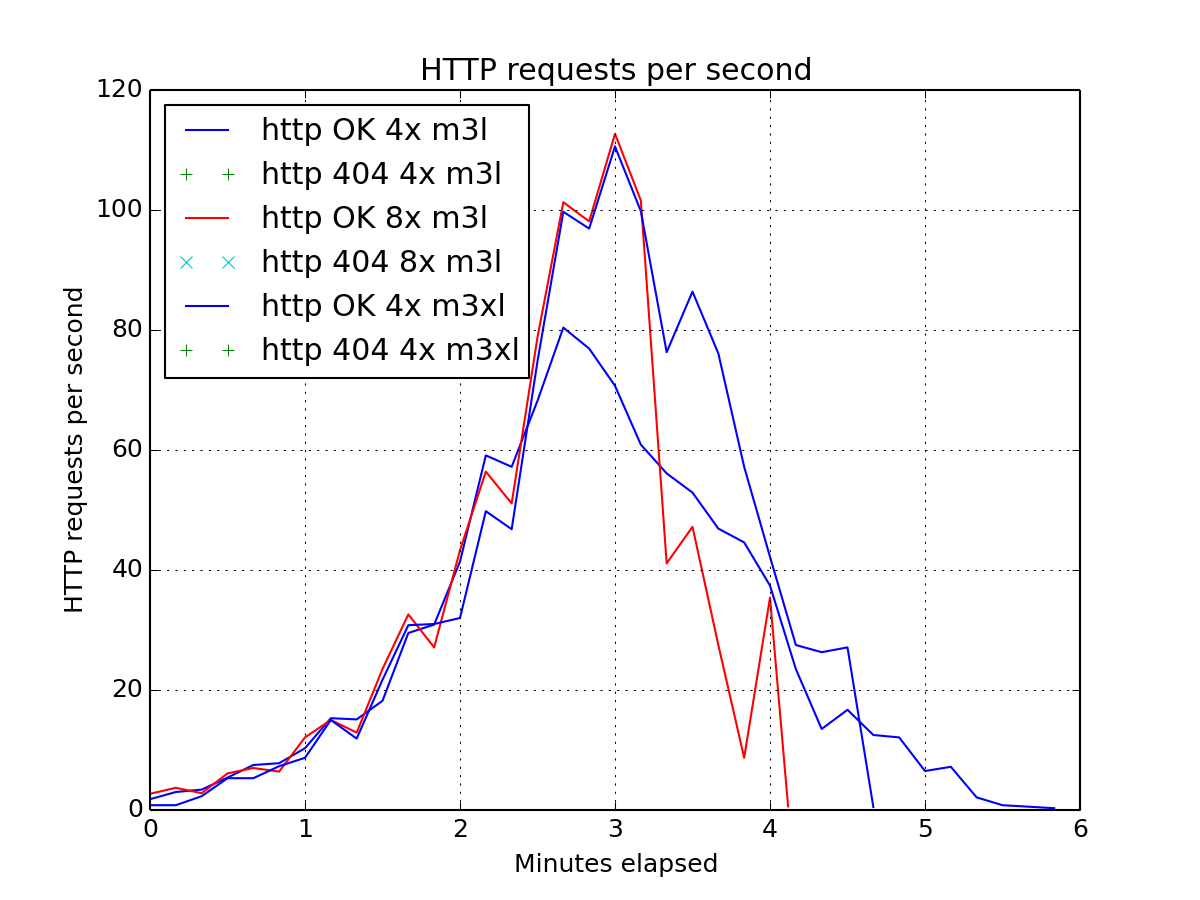 HTTP requests per second
120
100
80
60
40
20
0
HTTP requests per second
http OK 4x m3l
http 404 4x m3l
http OK 8x m3l
http 404 8x m3l
http OK 4x m3xl
http 404 4x m3xl
0 1 2 3 4 5 6
Minutes elapsed